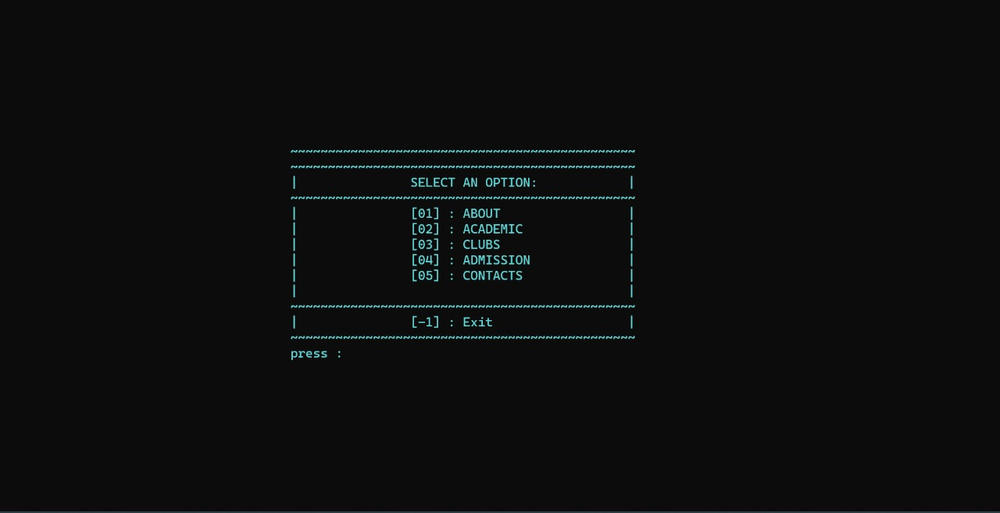 ~~~~~~~~~~~~~~~~~~~~~~~~~~~~~~~~~~~~~~~~~~~~~~
~~~~~~~~~~~~~~~~~~~~~~~~~~~~~~~~~~~~~~~~~~~~~~
|               SELECT AN OPTION:            |
~~~~~~~~~~~~~~~~~~~~~~~~~~~~~~~~~~~~~~~~~~~~~~
|               [01] : ABOUT                 |
|               [02] : ACADEMIC              |
|               [03] : CLUBS                 |
|               [04] : ADMISSION             |
|               [05] : CONTACTS              |
|                                            |
~~~~~~~~~~~~~~~~~~~~~~~~~~~~~~~~~~~~~~~~~~~~~~
|               [-1] : Exit                  |
~~~~~~~~~~~~~~~~~~~~~~~~~~~~~~~~~~~~~~~~~~~~~~
press :